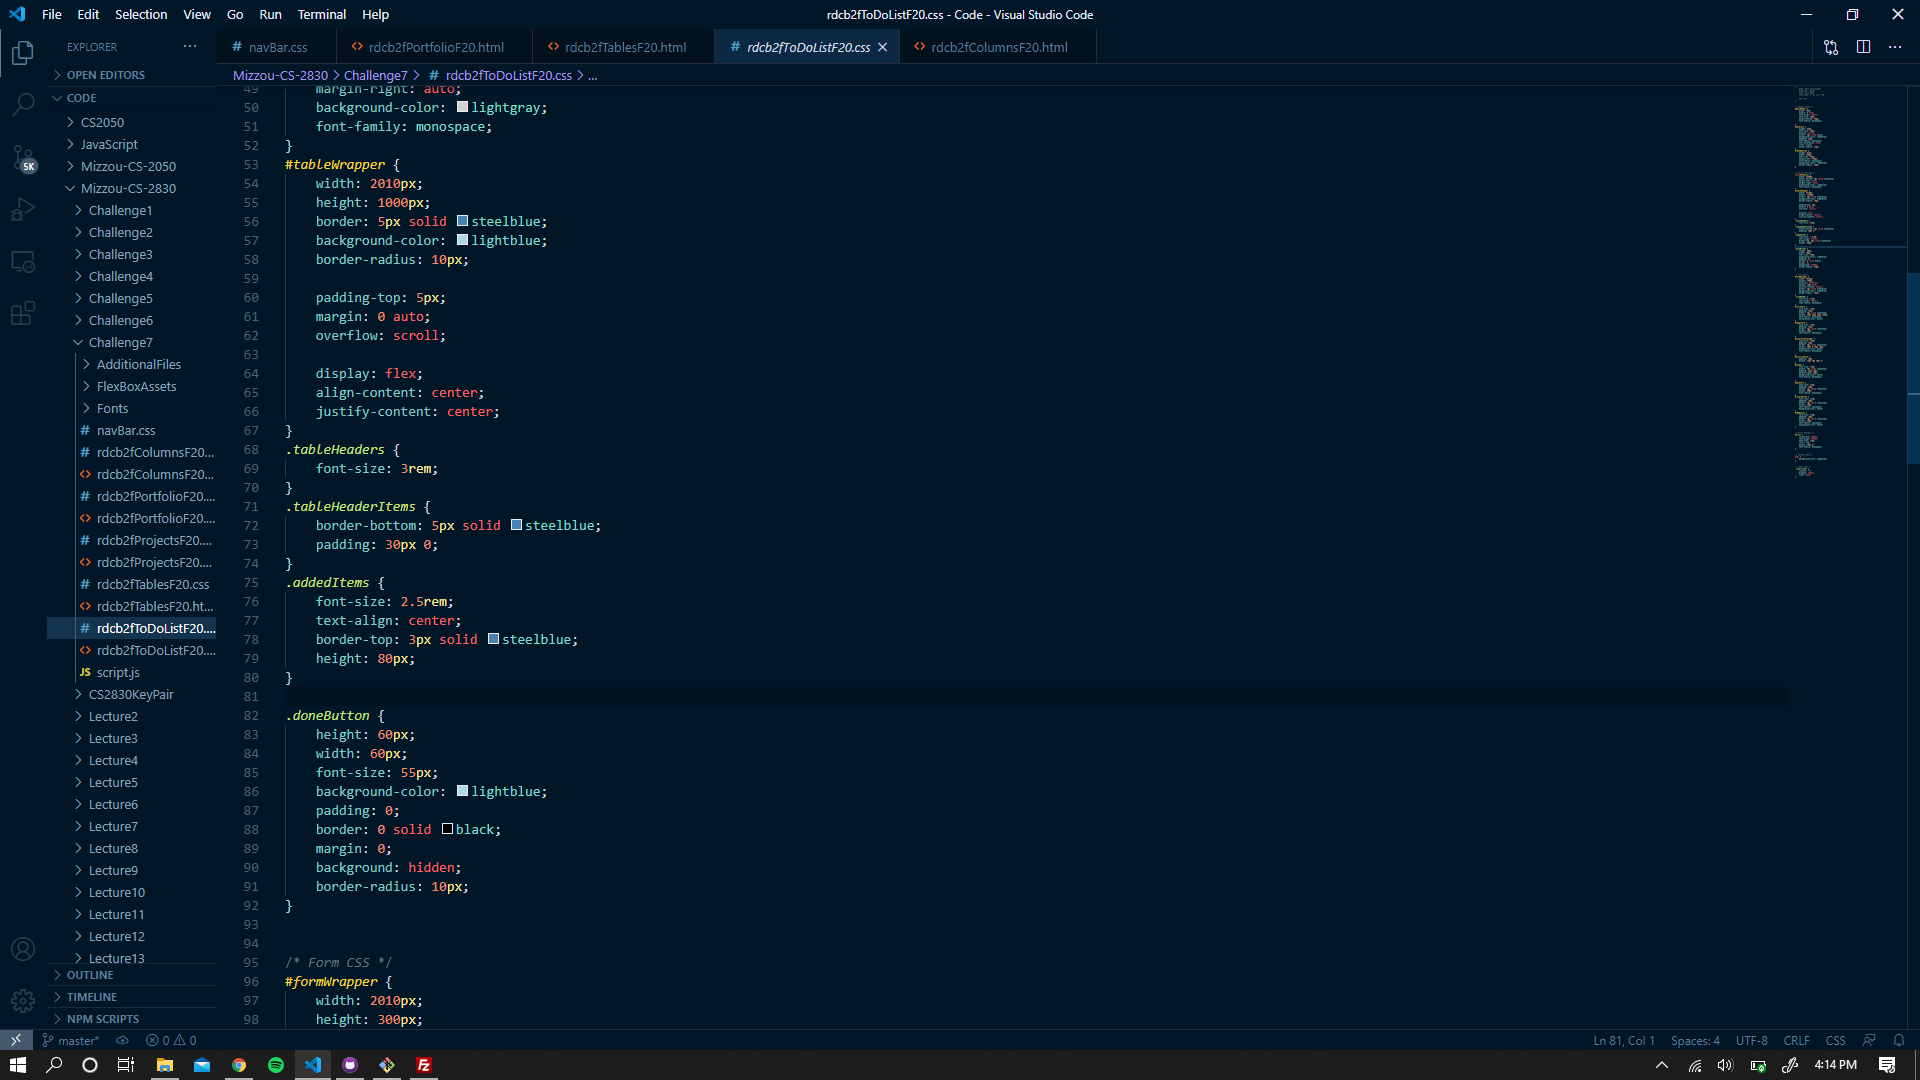 File Edit Selection View Go Run Terminal Help
rdcb2fToDoListF20.css - Code - Visual Studio Code
EXPLORER
navBar.css
rdcb2fPortfolioF20.html
rdcb2fTablesF20.html
rdcb2fToDoListF20.css
rdcb2fColumnsF20.html
OPEN EDITORS
CODE
CS2050
JavaScript
Mizzou-CS-2050
Mizzou-CS-2830
Challenge1
Challenge2
Challenge3
Challenge4
Challenge5
Challenge6
Challenge7
AdditionalFiles
FlexBoxAssets
Fonts
navBar.css
rdcb2fColumnsF20...
rdcb2fColumnsF20...
rdcb2fPortfolioF20....
rdcb2fPortfolioF20....
rdcb2fProjectsF20....
rdcb2fProjectsF20....
rdcb2fTablesF20.css
rdcb2fTablesF20.ht...
rdcb2fToDoListF20....
rdcb2fToDoListF20....
JS script.js
CS2830KeyPair
Lecture2
Lecture3
Lecture4
Lecture5
Lecture6
Lecture7
Lecture8
Lecture9
Lecture10
Lecture11
Lecture12
Lecture13
OUTLINE
TIMELINE
NPM SCRIPTS
5K
Mizzou-CS-2830 > Challenge7 > # rdcb2fToDoListF20.css > ...
49 margin-right: auto;
50 background-color: lightgray;
51 font-family: monospace;
52 }
53 #tableWrapper {
54 width: 2010px;
55 height: 1000px;
56 border: 5px solid steelblue;
57 background-color: lightblue;
58 border-radius: 10px;
59
60 padding-top: 5px;
61 margin: 0 auto;
62 overflow: scroll;
63
64 display: flex;
65 align-content: center;
66 justify-content: center;
67 }
68 .tableHeaders {
69 font-size: 3rem;
70 }
71 .tableHeaderItems {
72 border-bottom: 5px solid steelblue;
73 padding: 30px 0;
74 }
75 .addedItems {
76 font-size: 2.5rem;
77 text-align: center;
78 border-top: 3px solid steelblue;
79 height: 80px;
80 }
81
82 .doneButton {
83 height: 60px;
84 width: 60px;
85 font-size: 55px;
86 background-color: lightblue;
87 padding: 0;
88 border: 0 solid black;
89 margin: 0;
90 background: hidden;
91 border-radius: 10px;
92 }
93
94
95 /* Form CSS */
96 #formWrapper {
97 width: 2010px;
98 height: 300px;
master* 0 0
Ln 81, Col 1 Spaces: 4 UTF-8 CRLF CSS
4:14 PM